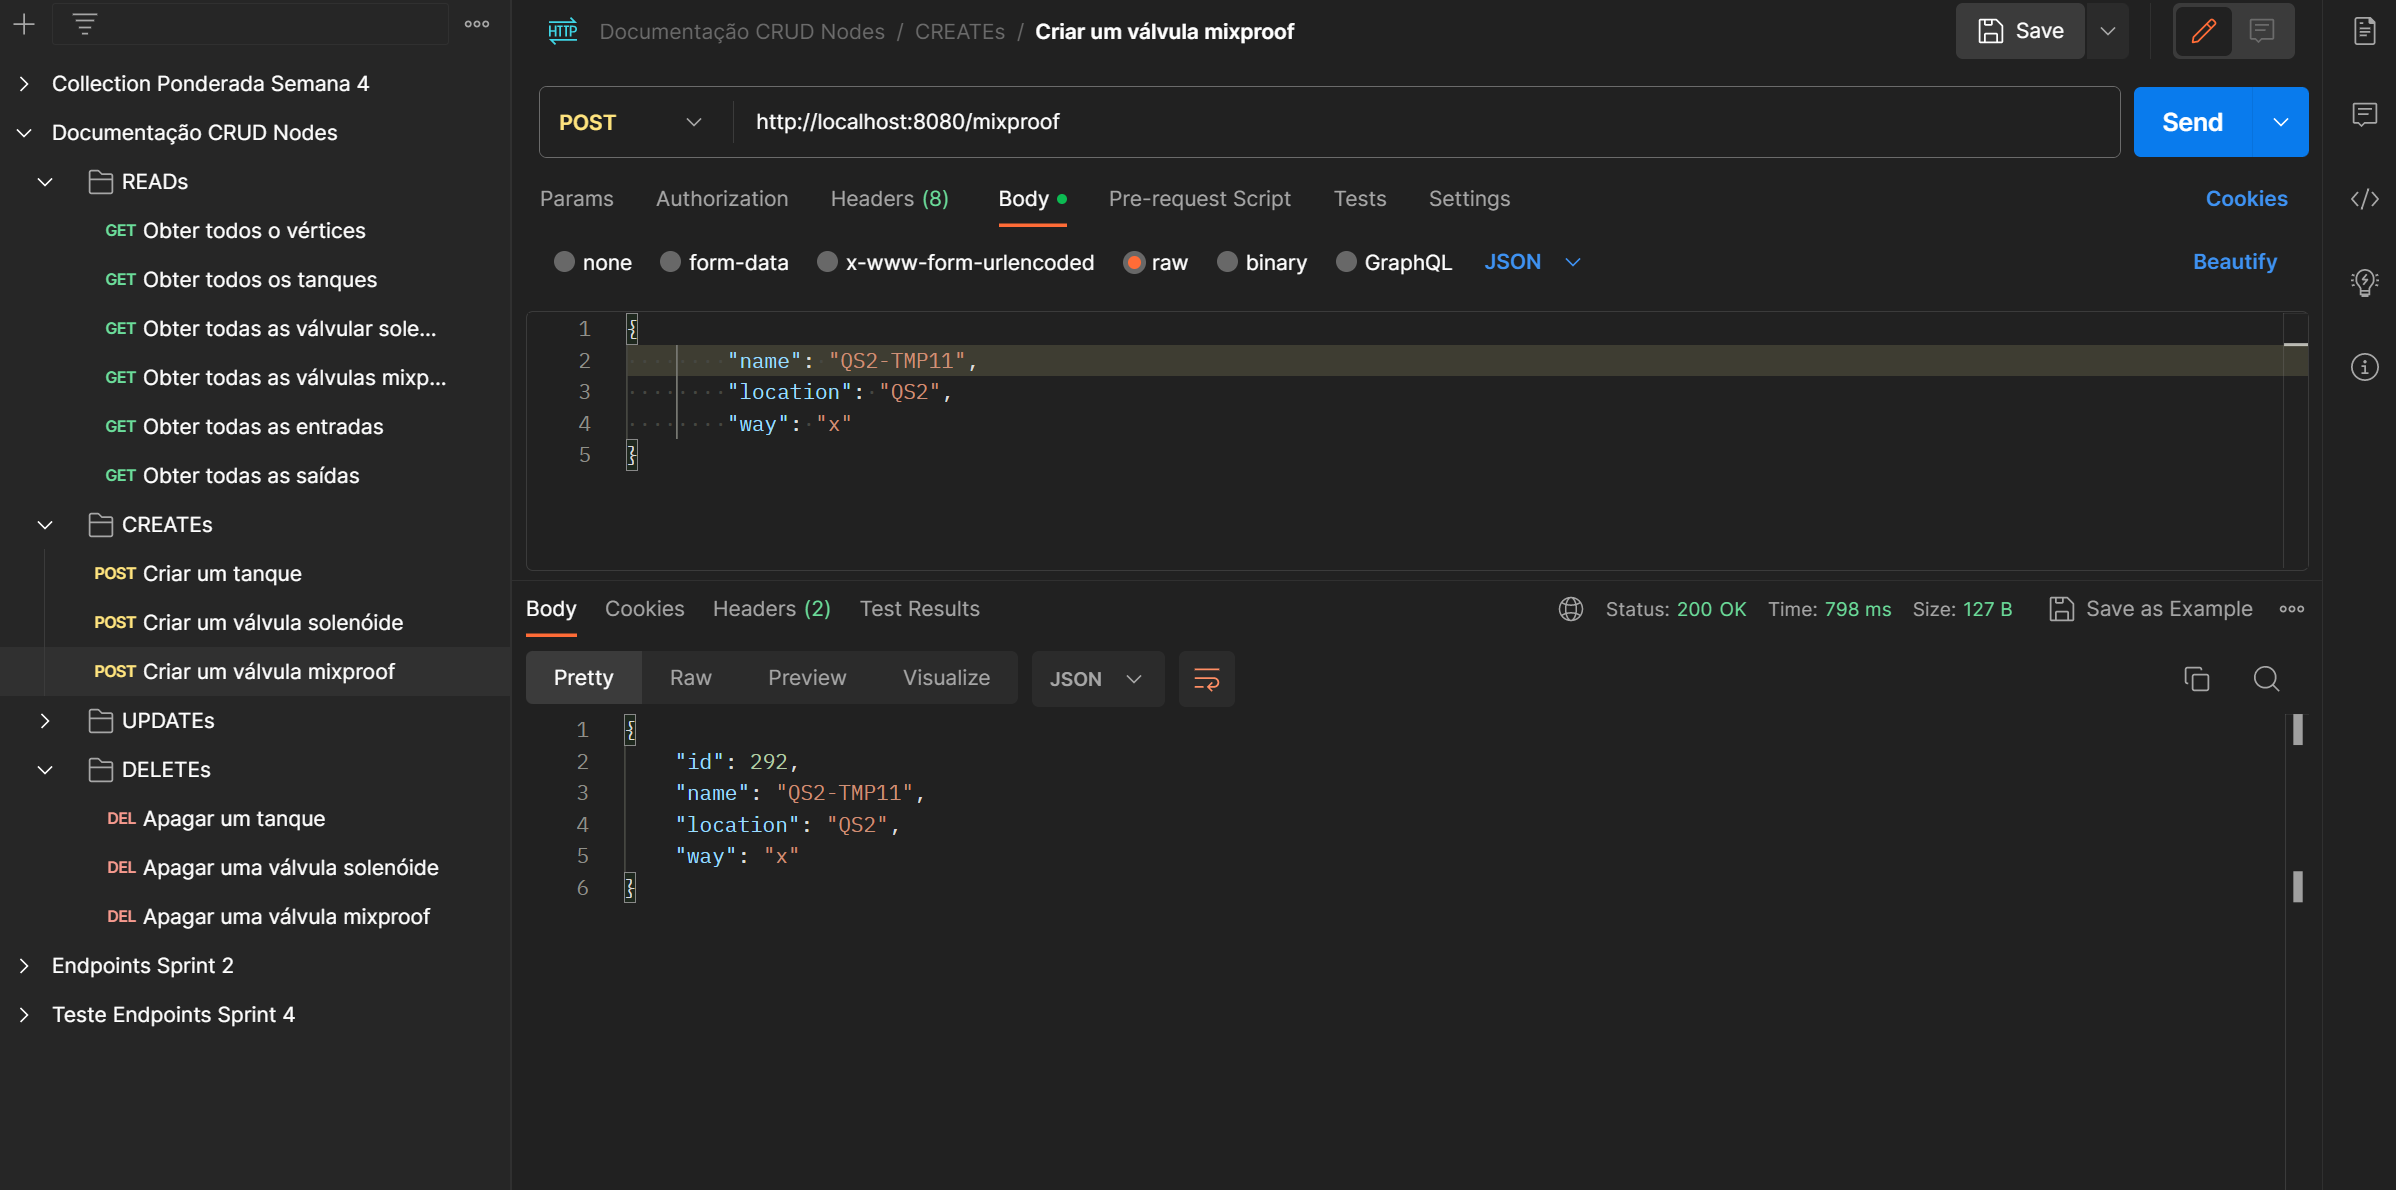 Collection Ponderada Semana 4
Documentação CRUD Nodes
READs
GET Obter todos o vértices
GET Obter todos os tanques
GET Obter todas as válvular sole...
GET Obter todas as válvulas mixp...
GET Obter todas as entradas
GET Obter todas as saídas
CREATEs
POST Criar um tanque
POST Criar um válvula solenóide
POST Criar um válvula mixproof
UPDATEs
DELETEs
DEL Apagar um tanque
DEL Apagar uma válvula solenóide
DEL Apagar uma válvula mixproof
Endpoints Sprint 2
Teste Endpoints Sprint 4
HTTP Documentação CRUD Nodes / CREATEs / Criar um válvula mixproof
Save
POST http://localhost:8080/mixproof
Send
Params Authorization Headers (8) Body Pre-request Script Tests Settings Cookies
none form-data x-www-form-urlencoded raw binary GraphQL JSON Beautify
1 {
2 "name": "QS2-TMP11",
3 "location": "QS2",
4 "way": "x"
5 }
Body Cookies Headers (2) Test Results Status: 200 OK Time: 798 ms Size: 127 B Save as Example
Pretty Raw Preview Visualize JSON
1 {
2 "id": 292,
3 "name": "QS2-TMP11",
4 "location": "QS2",
5 "way": "x"
6 }